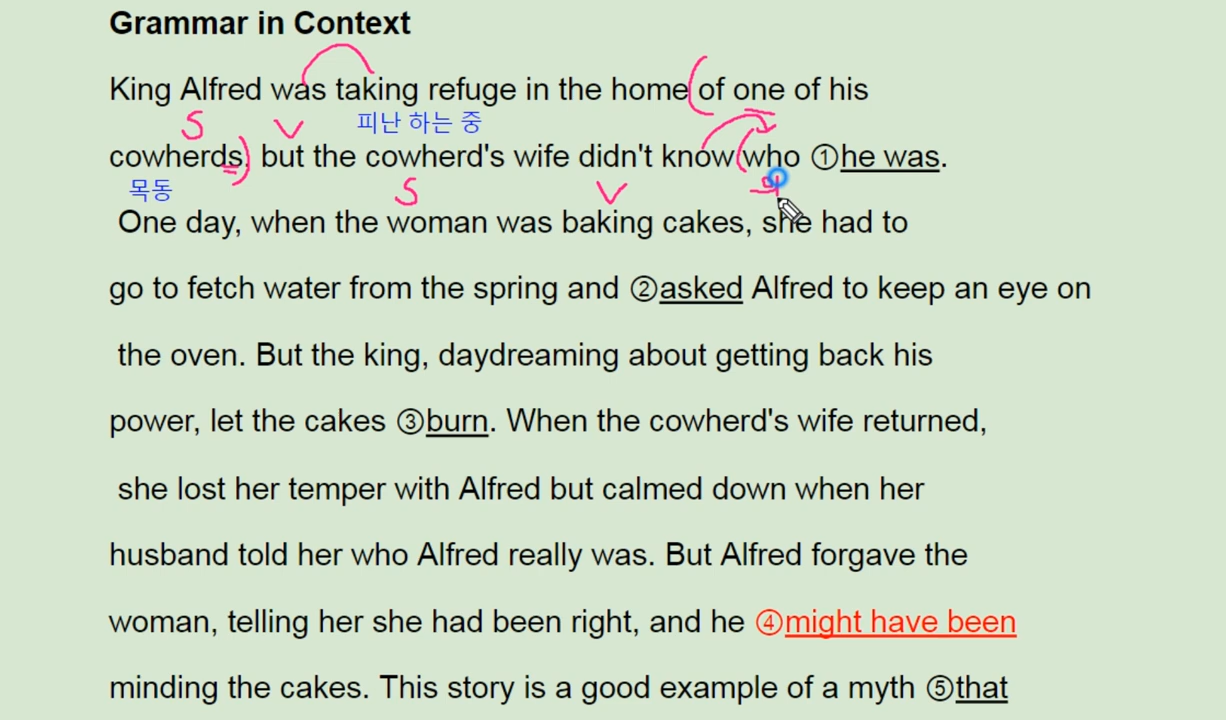 Grammar in Context
King Alfred was taking refuge in the home of one of his
S V 피난 하는 중
cowherds, but the cowherd's wife didn't know who ①he was.
목동 S V
One day, when the woman was baking cakes, she had to
go to fetch water from the spring and ②asked Alfred to keep an eye on
the oven. But the king, daydreaming about getting back his
power, let the cakes ③burn. When the cowherd's wife returned,
she lost her temper with Alfred but calmed down when her
husband told her who Alfred really was. But Alfred forgave the
woman, telling her she had been right, and he ④might have been
minding the cakes. This story is a good example of a myth ⑤that